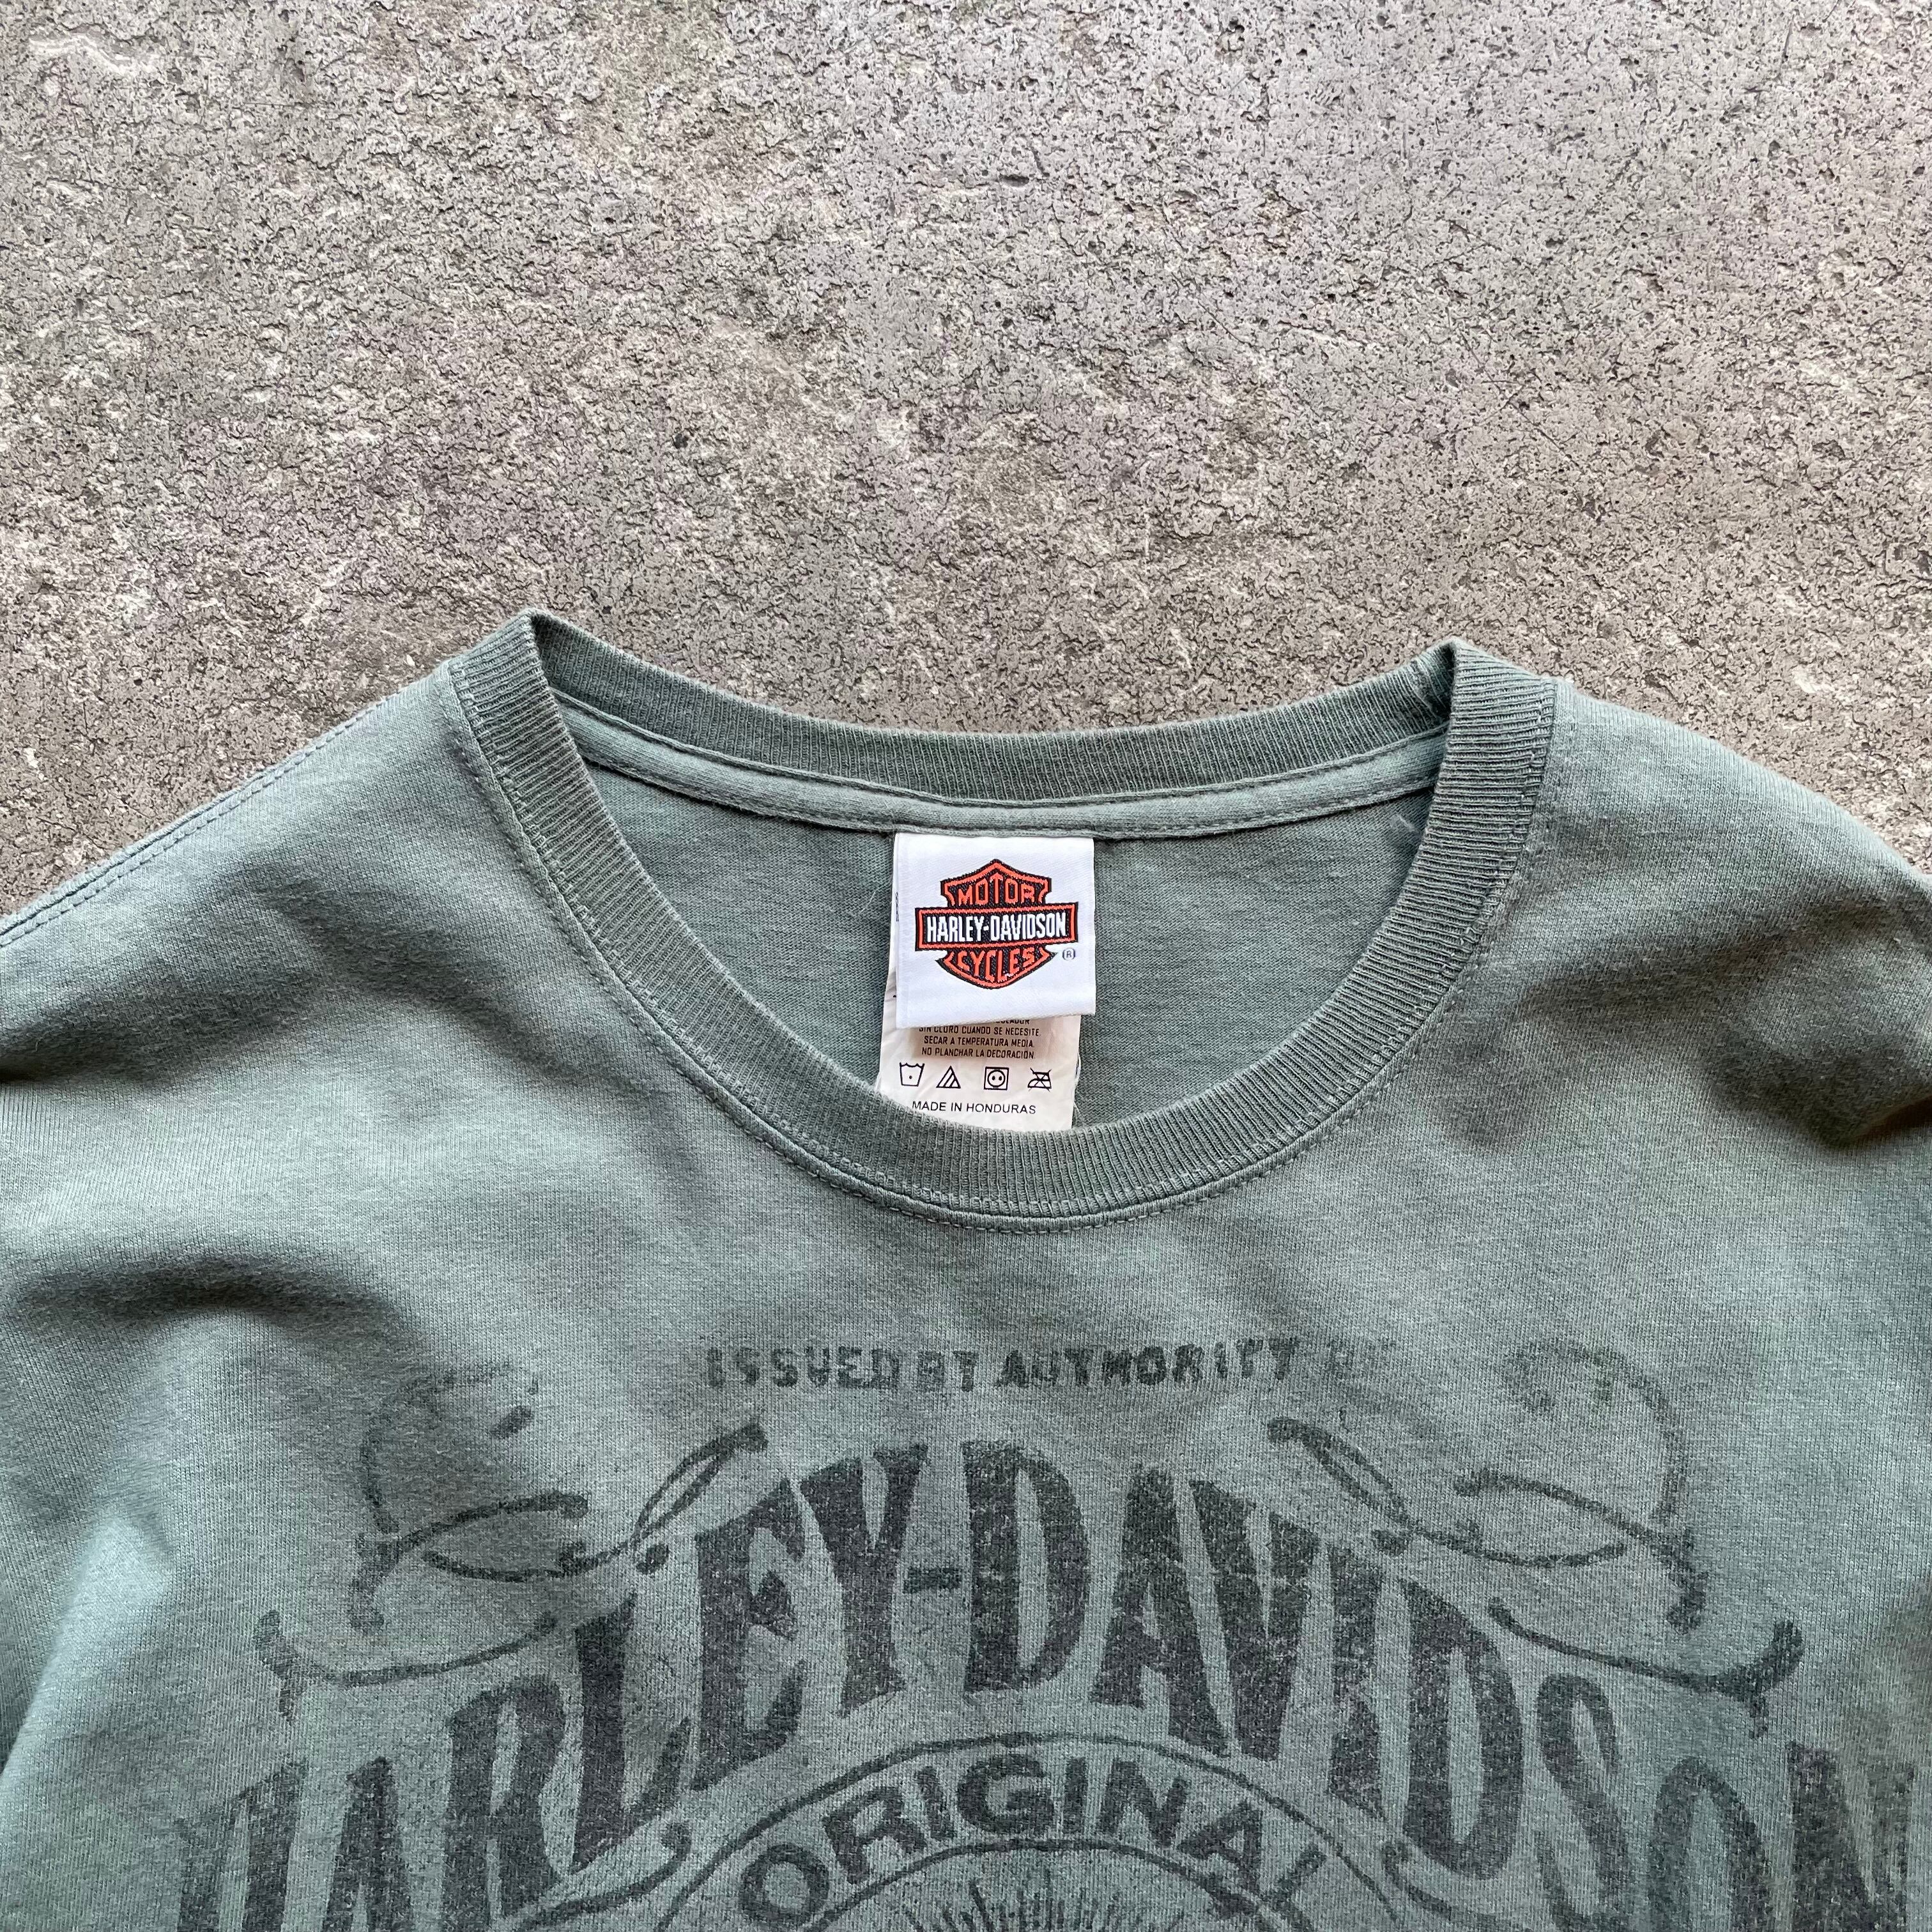 MOTOR
HARLEY-DAVIDSON
CYCLES ®
SIN CLORO CUANDO SE NECESITE
SECAR A TEMPERATURA MEDIA
NO PLANCHAR LA DECORACIÓN
MADE IN HONDURAS
ISSUED BY AUTHORITY
HARLEY-DAVIDSON
ORIGINAL